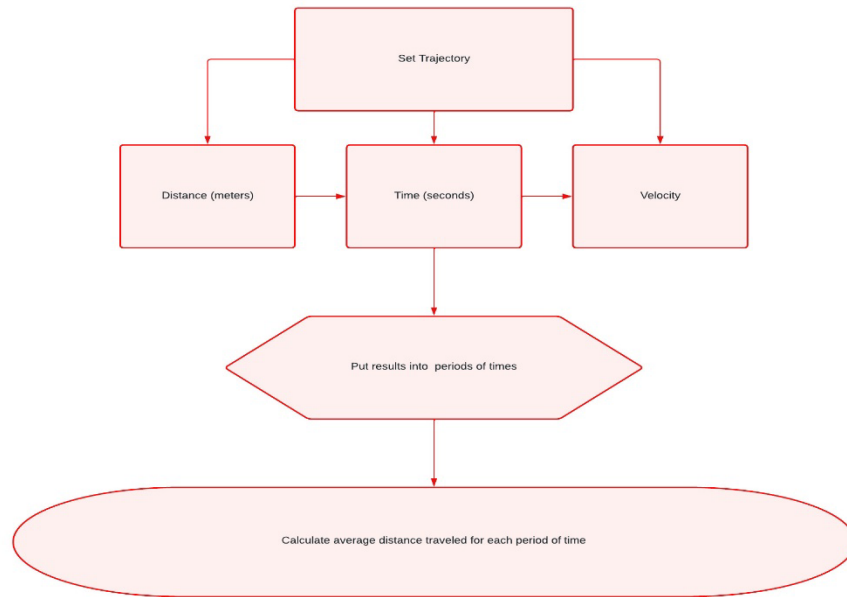 Set Trajectory
Distance (meters)
Time (seconds)
Velocity
Put results into  periods of times
Calculate average distance traveled for each period of time